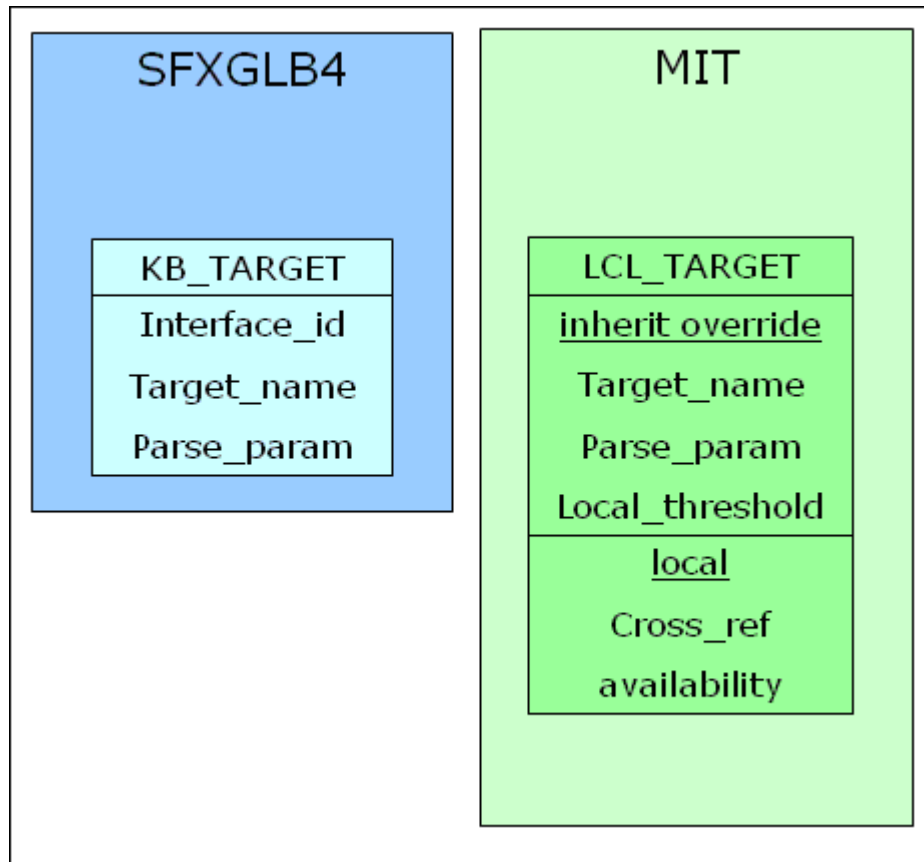 SFXGLB4
KB_TARGET
Interface_id
Target_name
Parse_param
MIT
LCL_TARGET
inherit override
Target_name
Parse_param
Local_threshold
local
Cross_ref
availability